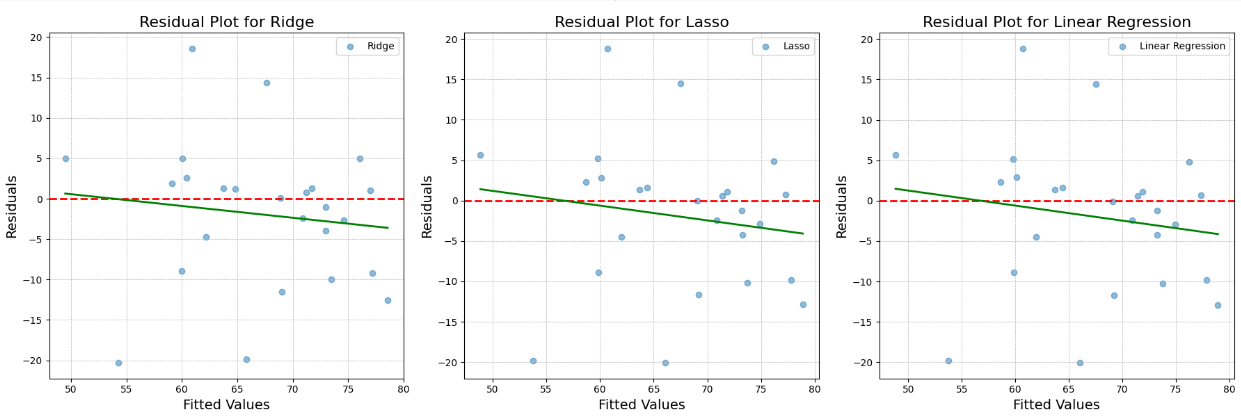 Residual Plot for Ridge
Ridge
20
15
10
5
0
−5
−10
−15
−20
50 55 60 65 70 75 80
Residuals
Fitted Values
Residual Plot for Lasso
Lasso
20
15
10
5
0
−5
−10
−15
−20
50 55 60 65 70 75 80
Residuals
Fitted Values
Residual Plot for Linear Regression
Linear Regression
20
15
10
5
0
−5
−10
−15
−20
50 55 60 65 70 75 80
Residuals
Fitted Values